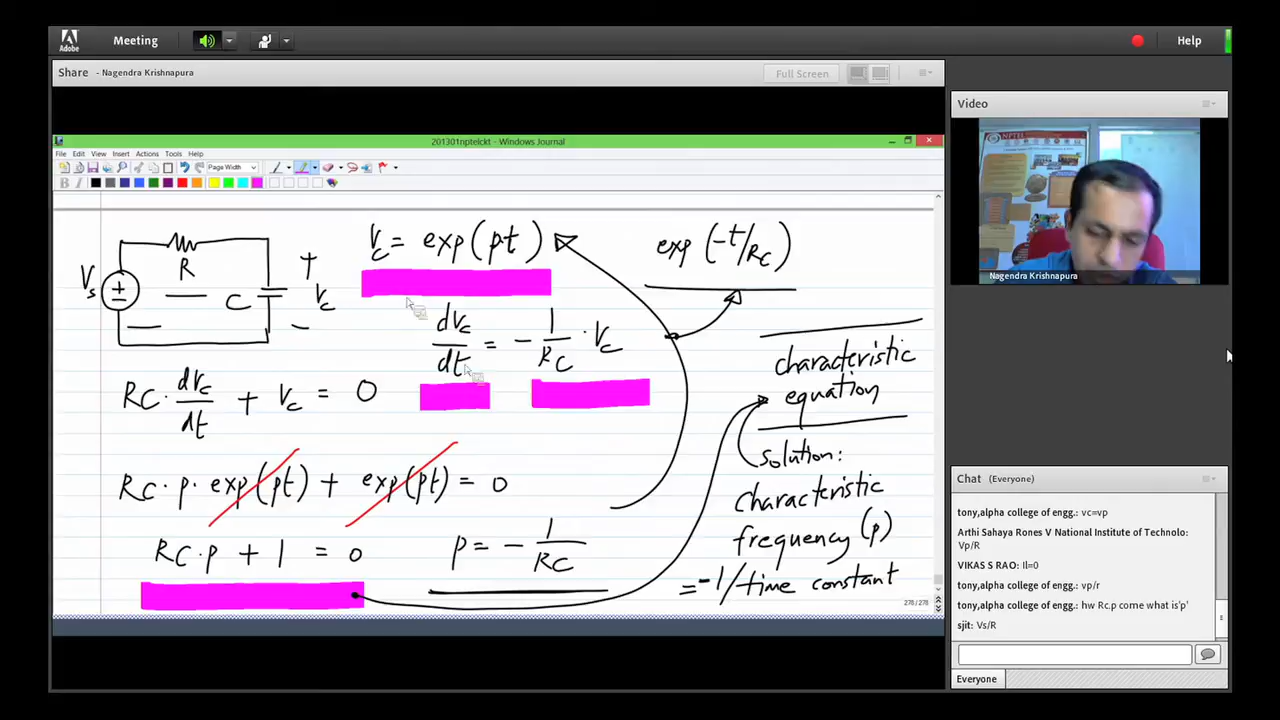 Adobe
Meeting
Help
Share - Nagendra Krishnapura
Full Screen
201301nptelckt - Windows Journal
File Edit View Insert Actions Tools Help
Page Width
B I
Vs
R
C
+
Vc
−
Vc = exp(pt)
exp(-t/RC)
dvc/dt = - 1/RC · Vc
RC · dvc/dt + Vc = 0
RC · p · exp(pt) + exp(pt) = 0
RC · p + 1 = 0
p = - 1/RC
characteristic
equation
solution:
characteristic
frequency (p)
= -1/time constant
278 / 278
Video
Nagendra Krishnapura
NPTEL
Chat (Everyone)
tony,alpha college of engg.: vc=vp
Arthi Sahaya Rones V National Institute of Technolo:
Vp/R
VIKAS S RAO: Il=0
tony,alpha college of engg.: vp/r
tony,alpha college of engg.: hw Rc.p come what is'p'
sjit: Vs/R
Everyone